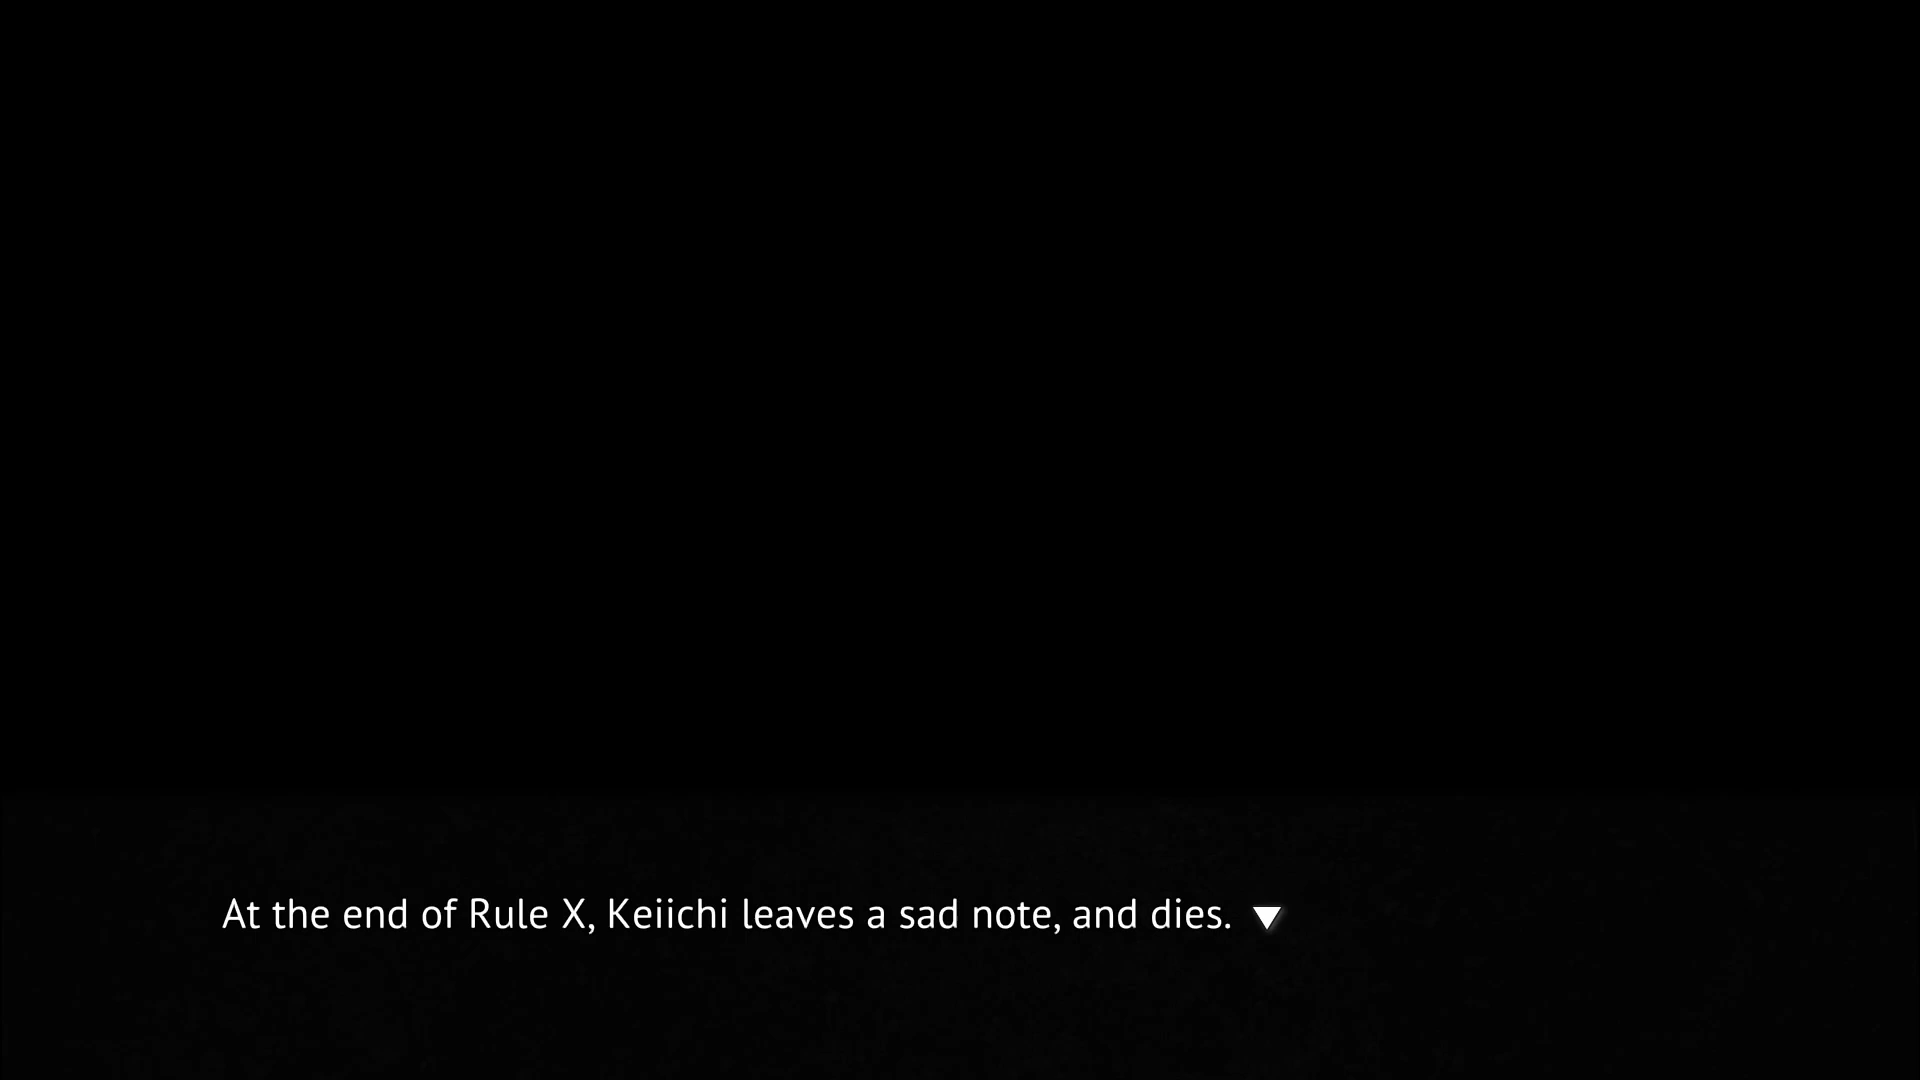 At the end of Rule X, Keiichi leaves a sad note, and dies.